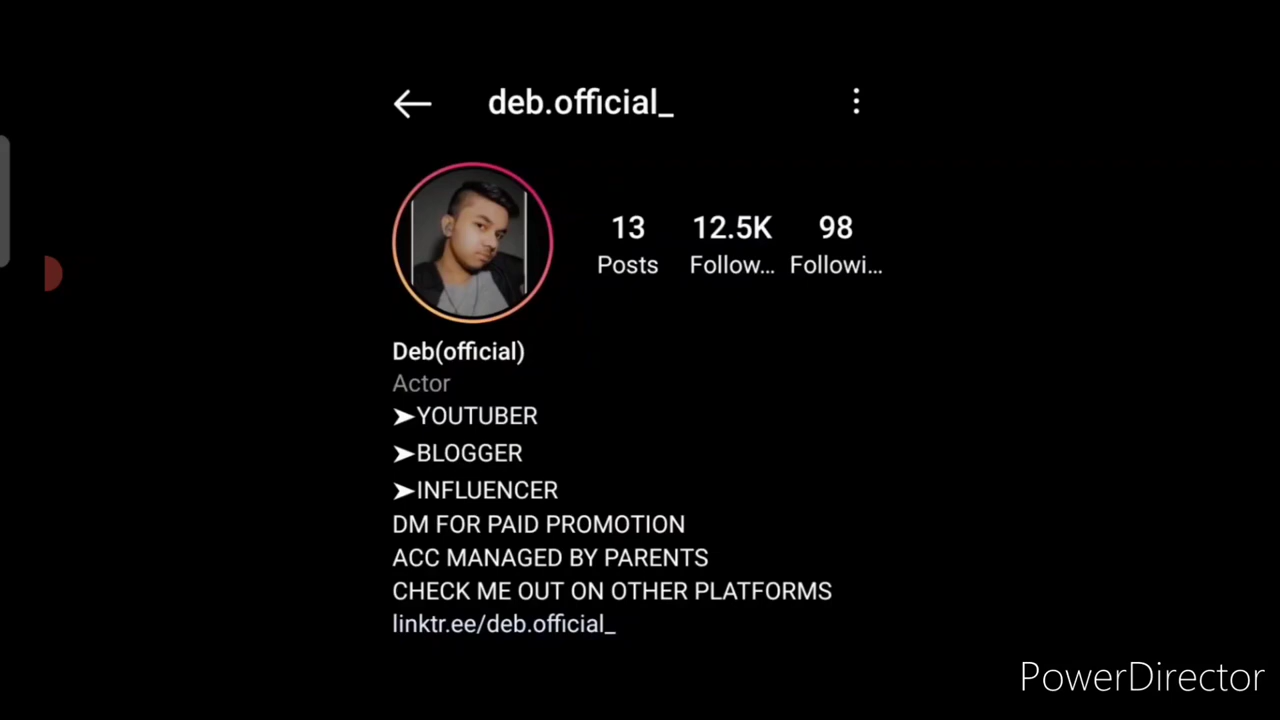 deb.official_
13 12.5K 98
Posts Follow... Followi...
Deb(official)
Actor
➤YOUTUBER
➤BLOGGER
➤INFLUENCER
DM FOR PAID PROMOTION
ACC MANAGED BY PARENTS
CHECK ME OUT ON OTHER PLATFORMS
linktr.ee/deb.official_
PowerDirector